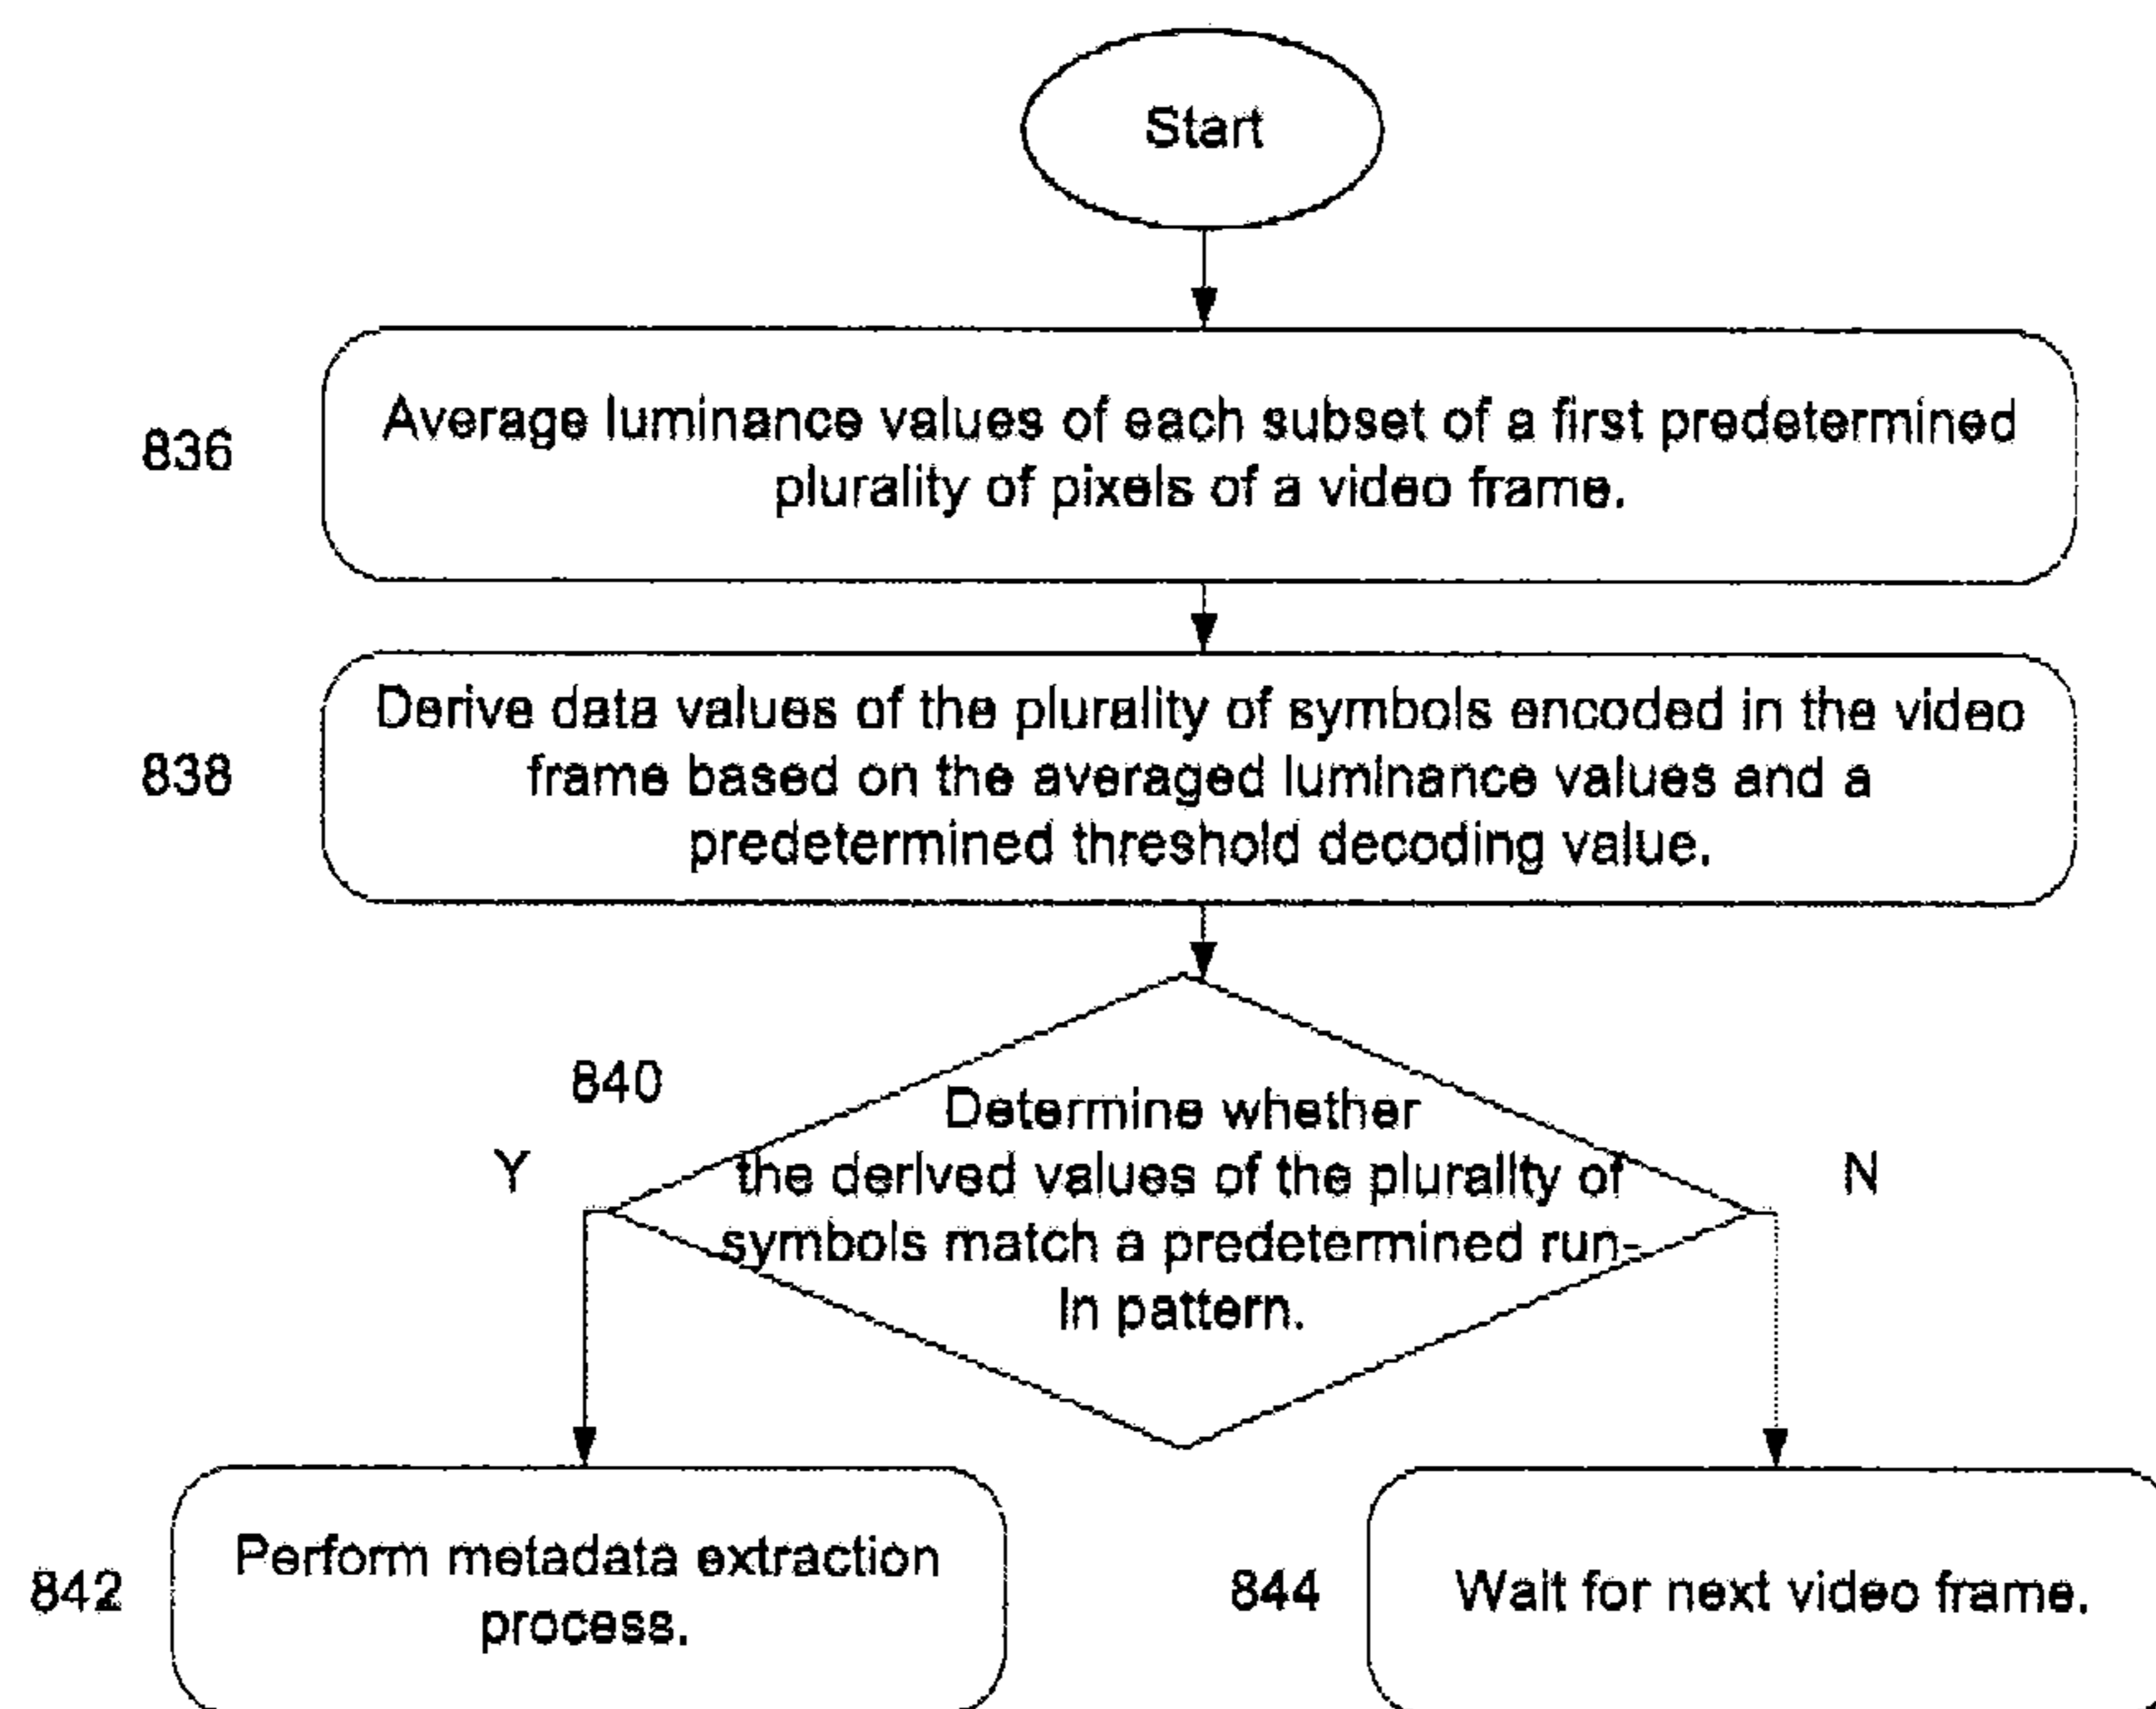 Start
836
Average luminance values of each subset of a first predetermined
plurality of pixels of a video frame.
838
Derive data values of the plurality of symbols encoded in the video
frame based on the averaged luminance values and a
predetermined threshold decoding value.
840
Y
N
Determine whether
the derived values of the plurality of
symbols match a predetermined run-
in pattern.
842
Perform metadata extraction
process.
844
Wait for next video frame.